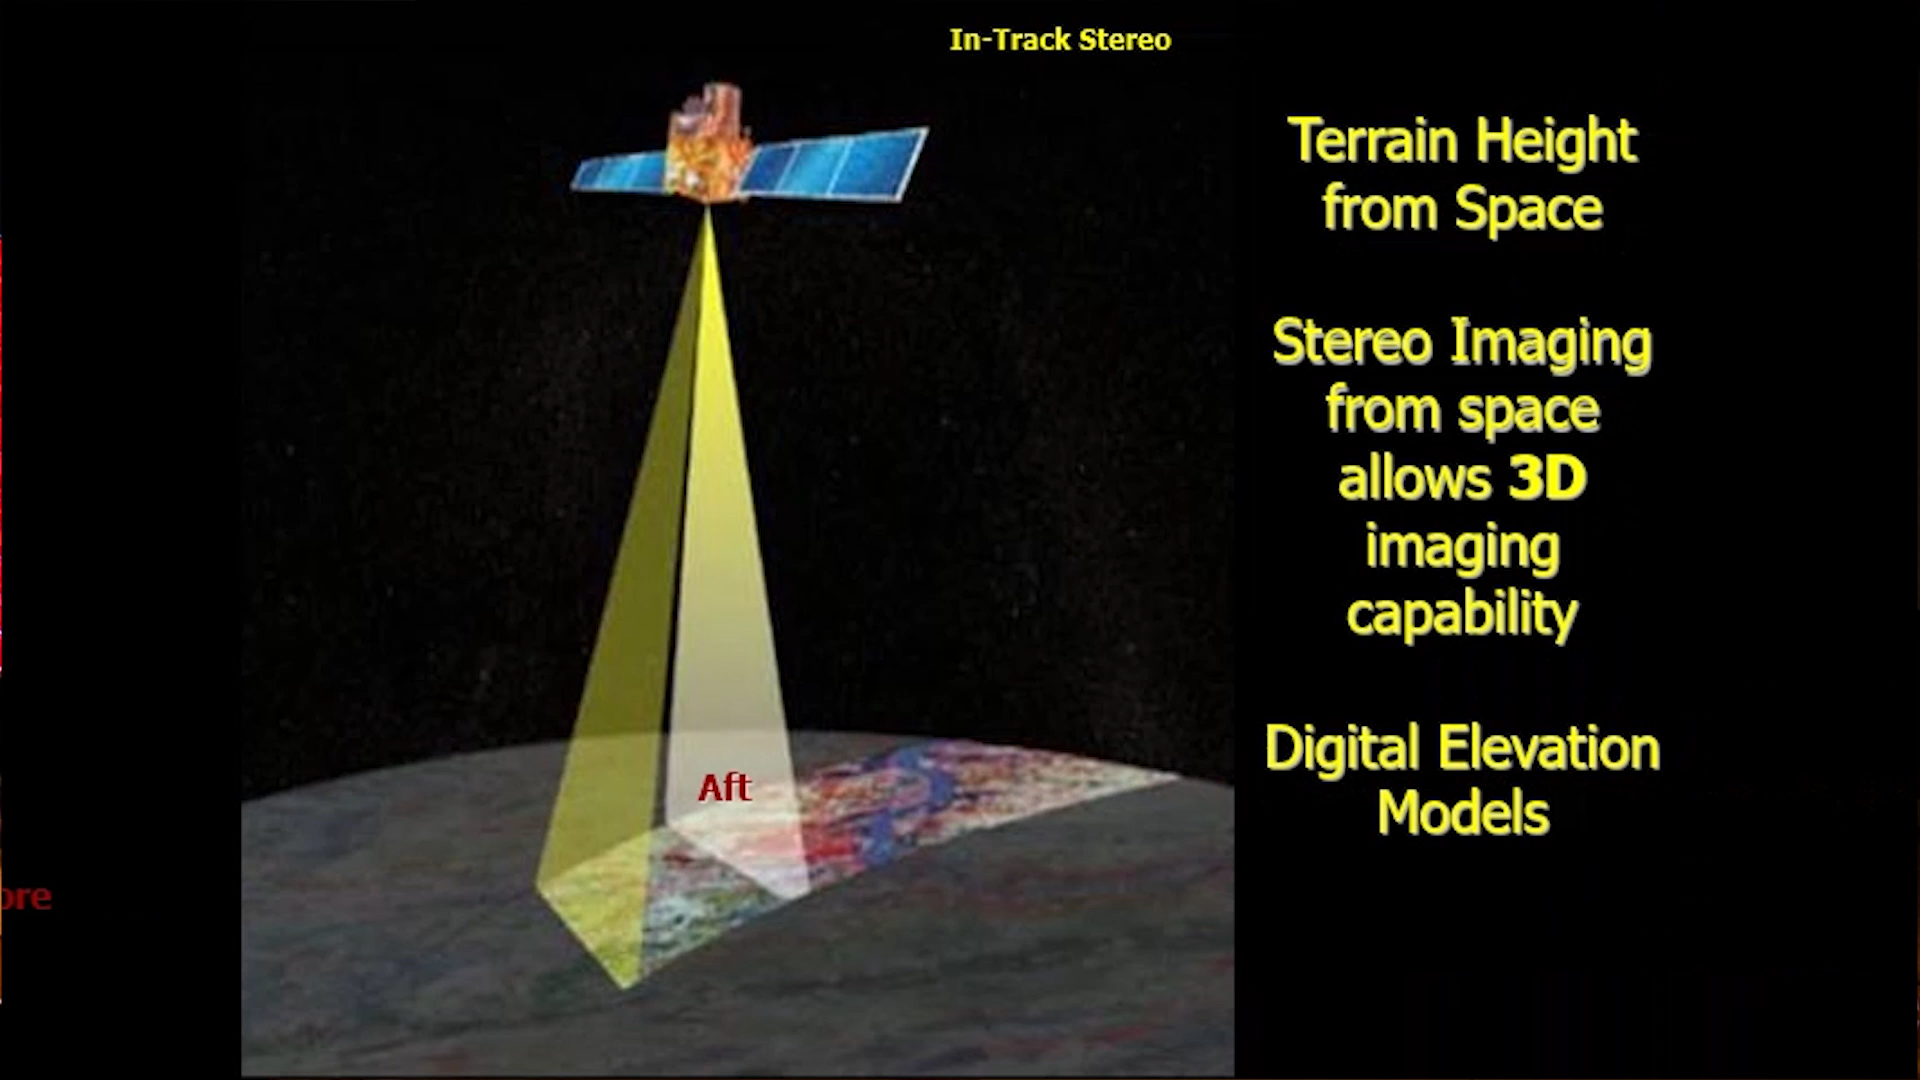 In-Track Stereo
Terrain Height
from Space
Stereo Imaging
from space
allows 3D
imaging
capability
Digital Elevation
Models
Aft
ore